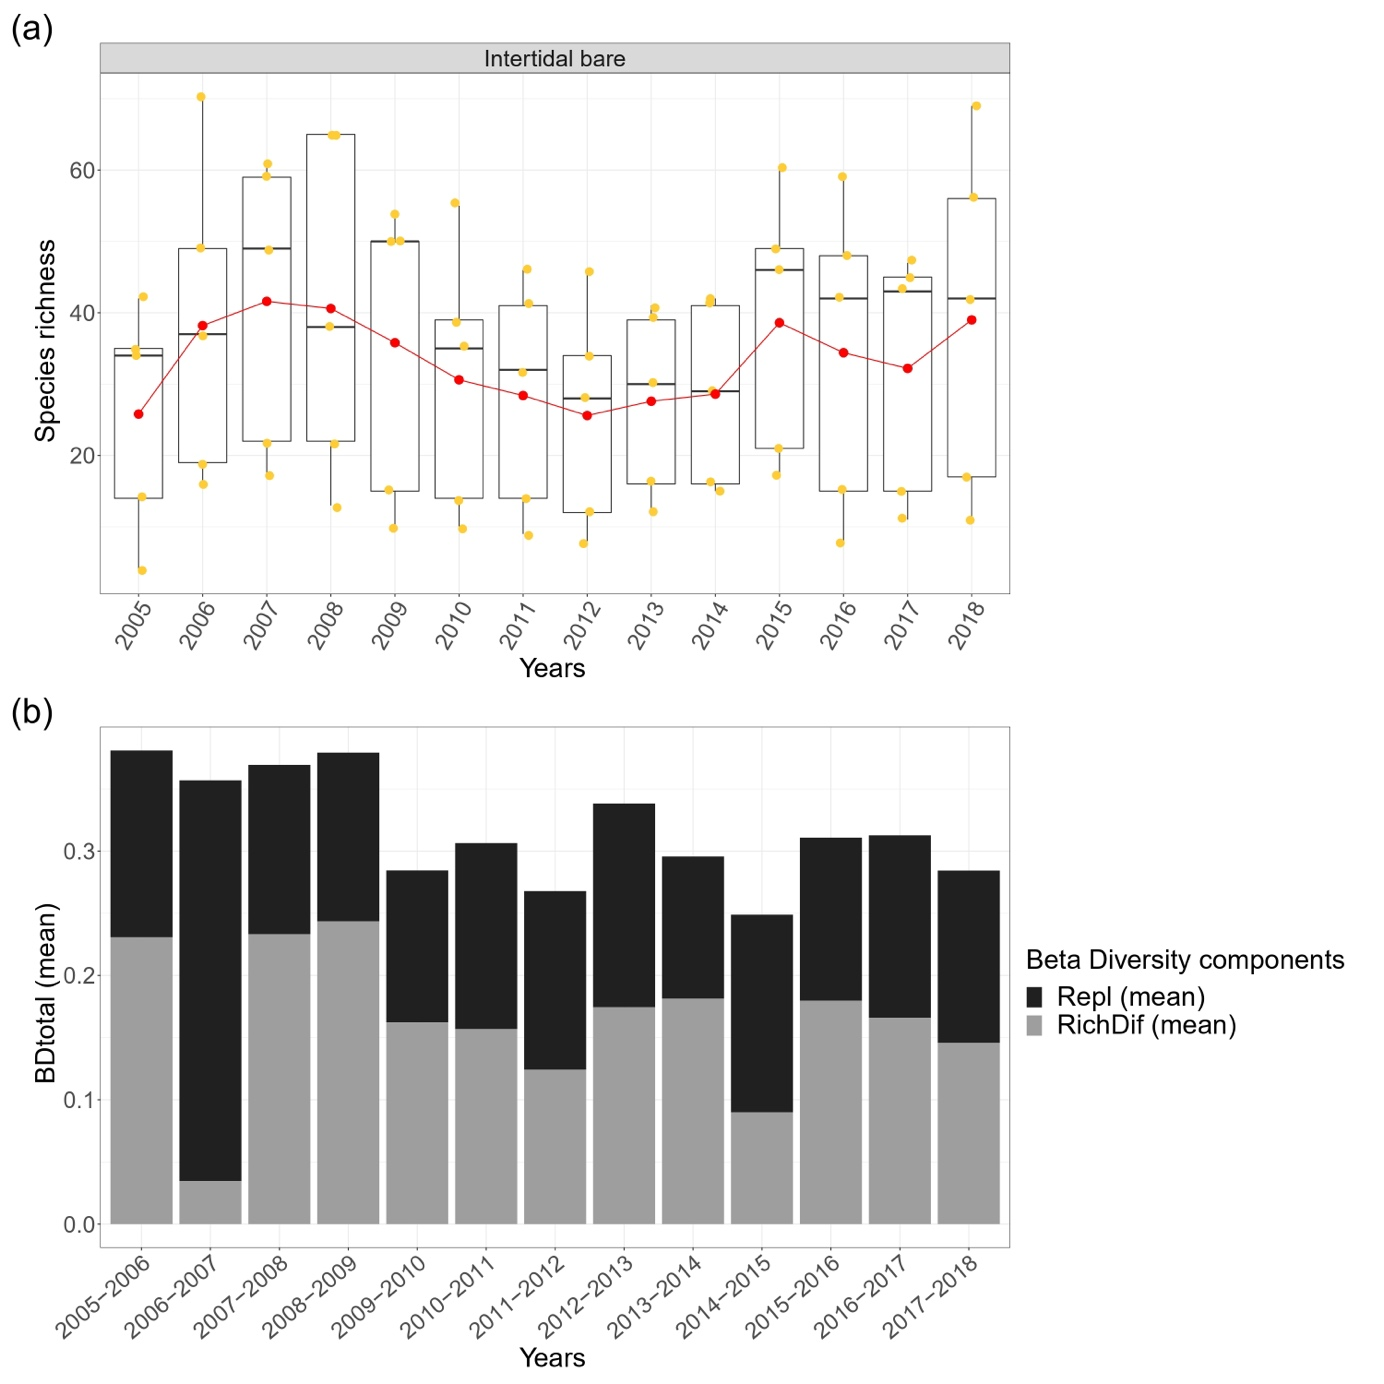 (a)
Intertidal bare
Species richness
60
40
20
2005 2006 2007 2008 2009 2010 2011 2012 2013 2014 2015 2016 2017 2018
Years
(b)
BDtotal (mean)
0.3
0.2
0.1
0.0
2005−2006 2006−2007 2007−2008 2008−2009 2009−2010 2010−2011 2011−2012 2012−2013 2013−2014 2014−2015 2015−2016 2016−2017 2017−2018
Years
Beta Diversity components
Repl (mean)
RichDif (mean)